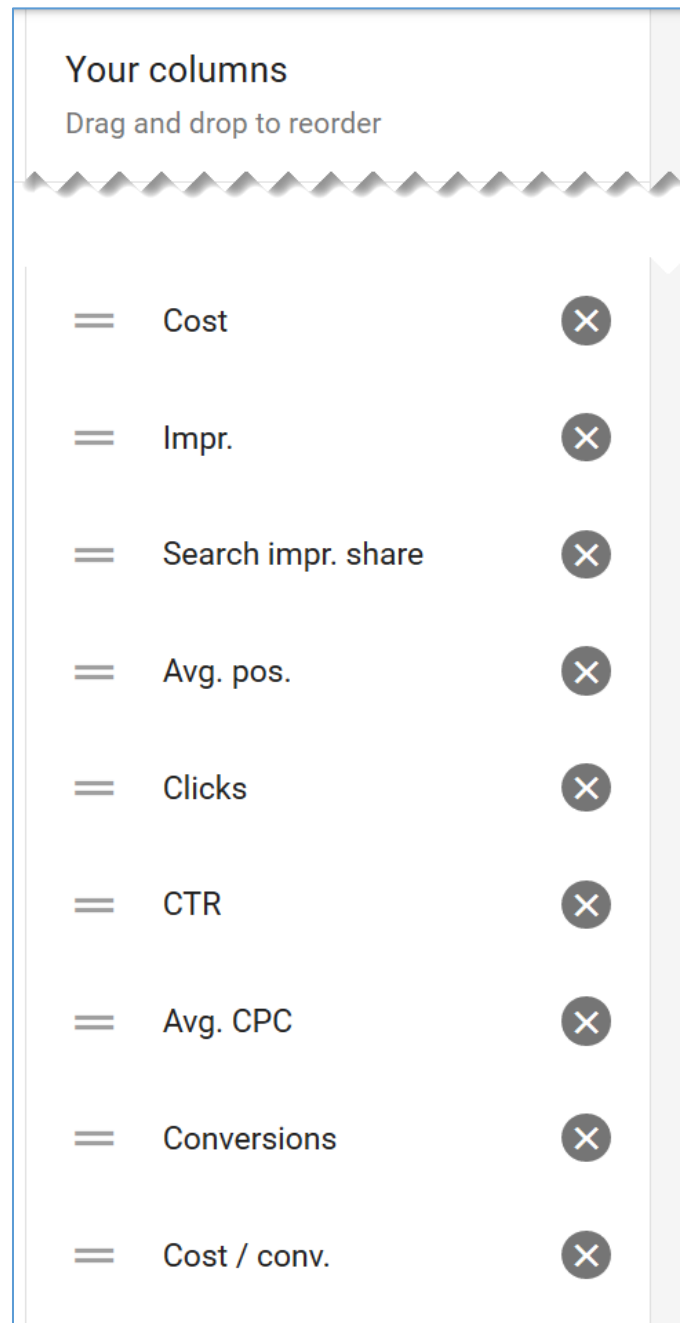 Your columns
Drag and drop to reorder
Cost
Impr.
Search impr. share
Avg. pos.
Clicks
CTR
Avg. CPC
Conversions
Cost / conv.